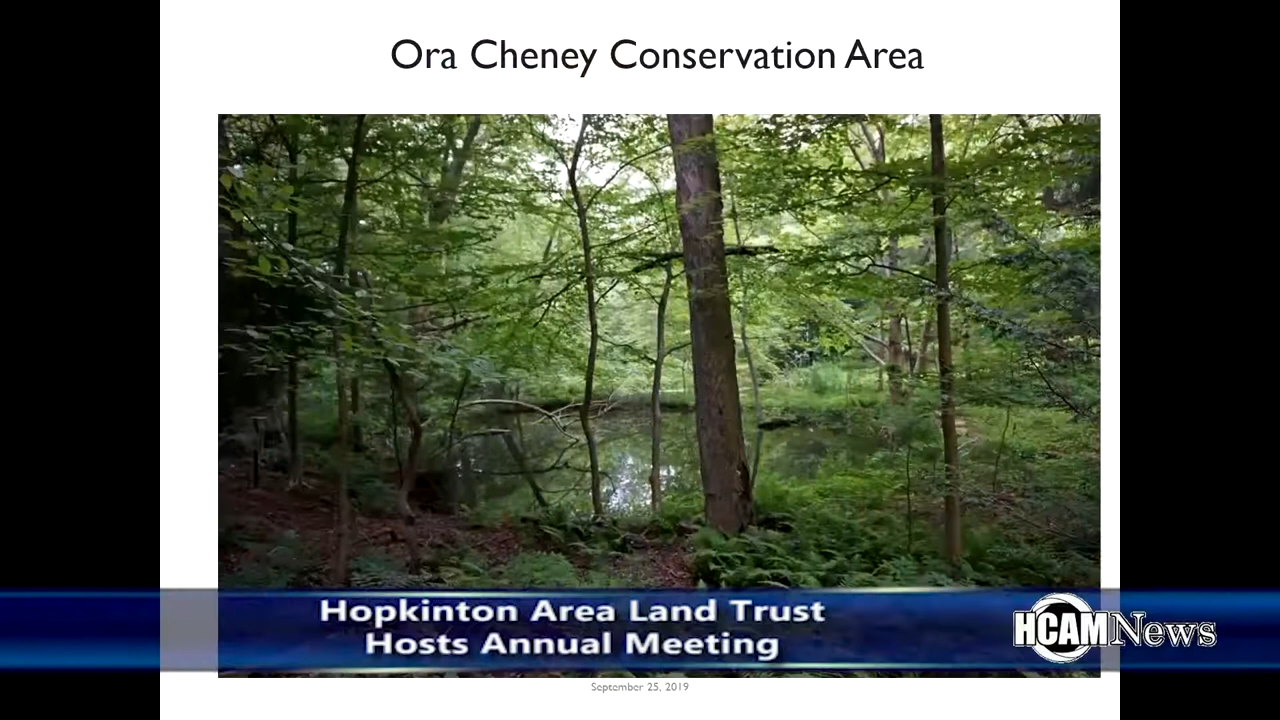 Ora Cheney Conservation Area
Hopkinton Area Land Trust
Hosts Annual Meeting
HCAM News
September 25, 2019